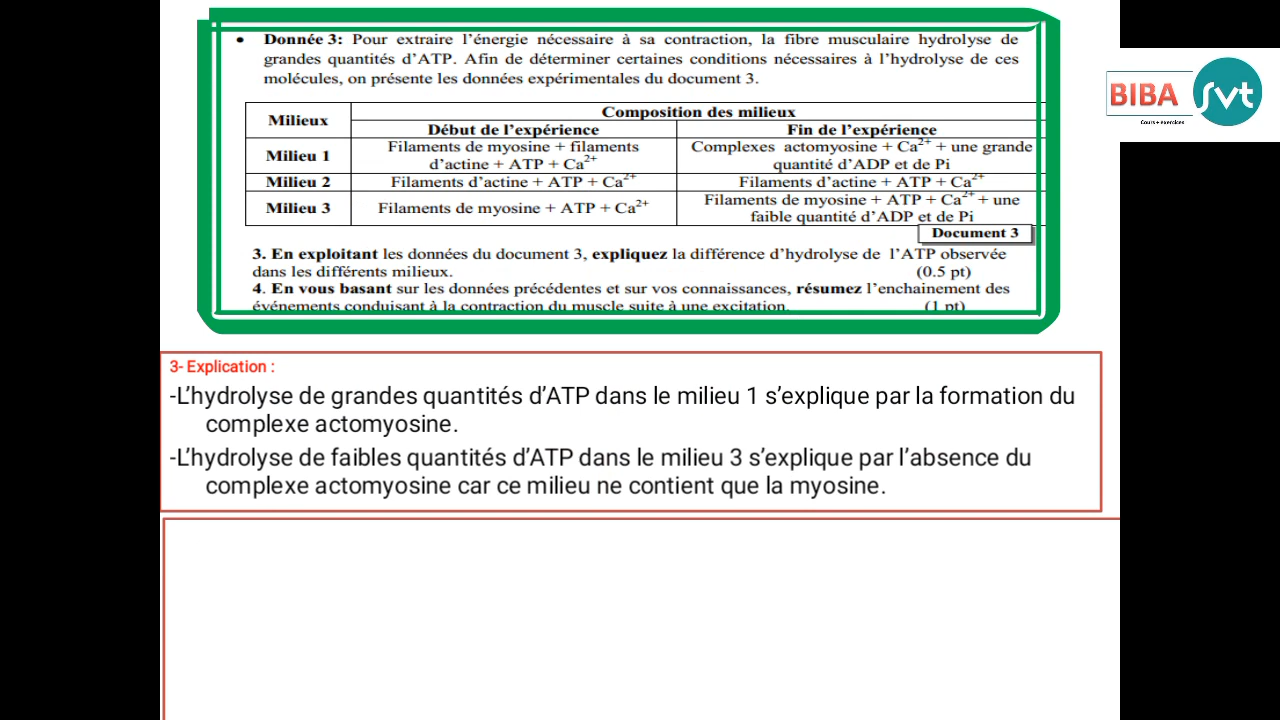 • Donnée 3: Pour extraire l'énergie nécessaire à sa contraction, la fibre musculaire hydrolyse de
grandes quantités d'ATP. Afin de déterminer certaines conditions nécessaires à l'hydrolyse de ces
molécules, on présente les données expérimentales du document 3.
Milieux
Composition des milieux
Début de l'expérience
Fin de l'expérience
Milieu 1
Filaments de myosine + filaments
d'actine + ATP + Ca²⁺
Complexes actomyosine + Ca²⁺ + une grande
quantité d'ADP et de Pi
Milieu 2
Filaments d'actine + ATP + Ca²⁺
Filaments d'actine + ATP + Ca²⁺
Milieu 3
Filaments de myosine + ATP + Ca²⁺
Filaments de myosine + ATP + Ca²⁺ + une
faible quantité d'ADP et de Pi
Document 3
3. En exploitant les données du document 3, expliquez la différence d'hydrolyse de l'ATP observée
dans les différents milieux. (0.5 pt)
4. En vous basant sur les données précédentes et sur vos connaissances, résumez l'enchainement des
événements conduisant à la contraction du muscle suite à une excitation. (1 pt)
BIBA svt
Cours + exercices
3- Explication :
-L'hydrolyse de grandes quantités d'ATP dans le milieu 1 s'explique par la formation du
complexe actomyosine.
-L'hydrolyse de faibles quantités d'ATP dans le milieu 3 s'explique par l'absence du
complexe actomyosine car ce milieu ne contient que la myosine.